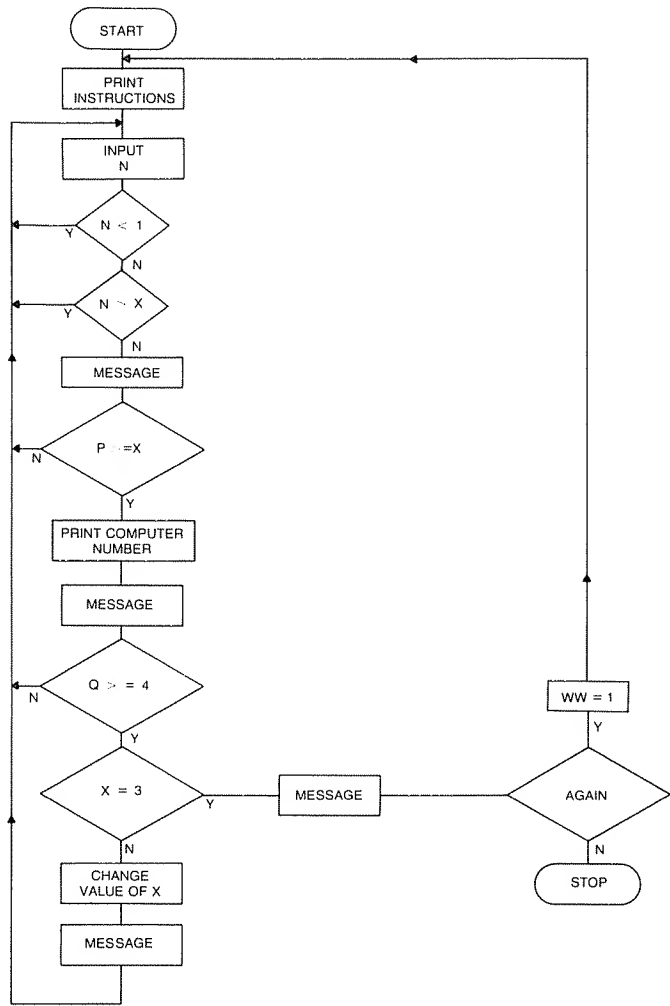 START
PRINT
INSTRUCTIONS
INPUT
N
N < 1
Y
N
N > X
Y
N
MESSAGE
P >=X
N
Y
PRINT COMPUTER
NUMBER
MESSAGE
Q > = 4
N
Y
WW = 1
Y
X = 3
Y
MESSAGE
AGAIN
N
N
CHANGE
VALUE OF X
STOP
MESSAGE